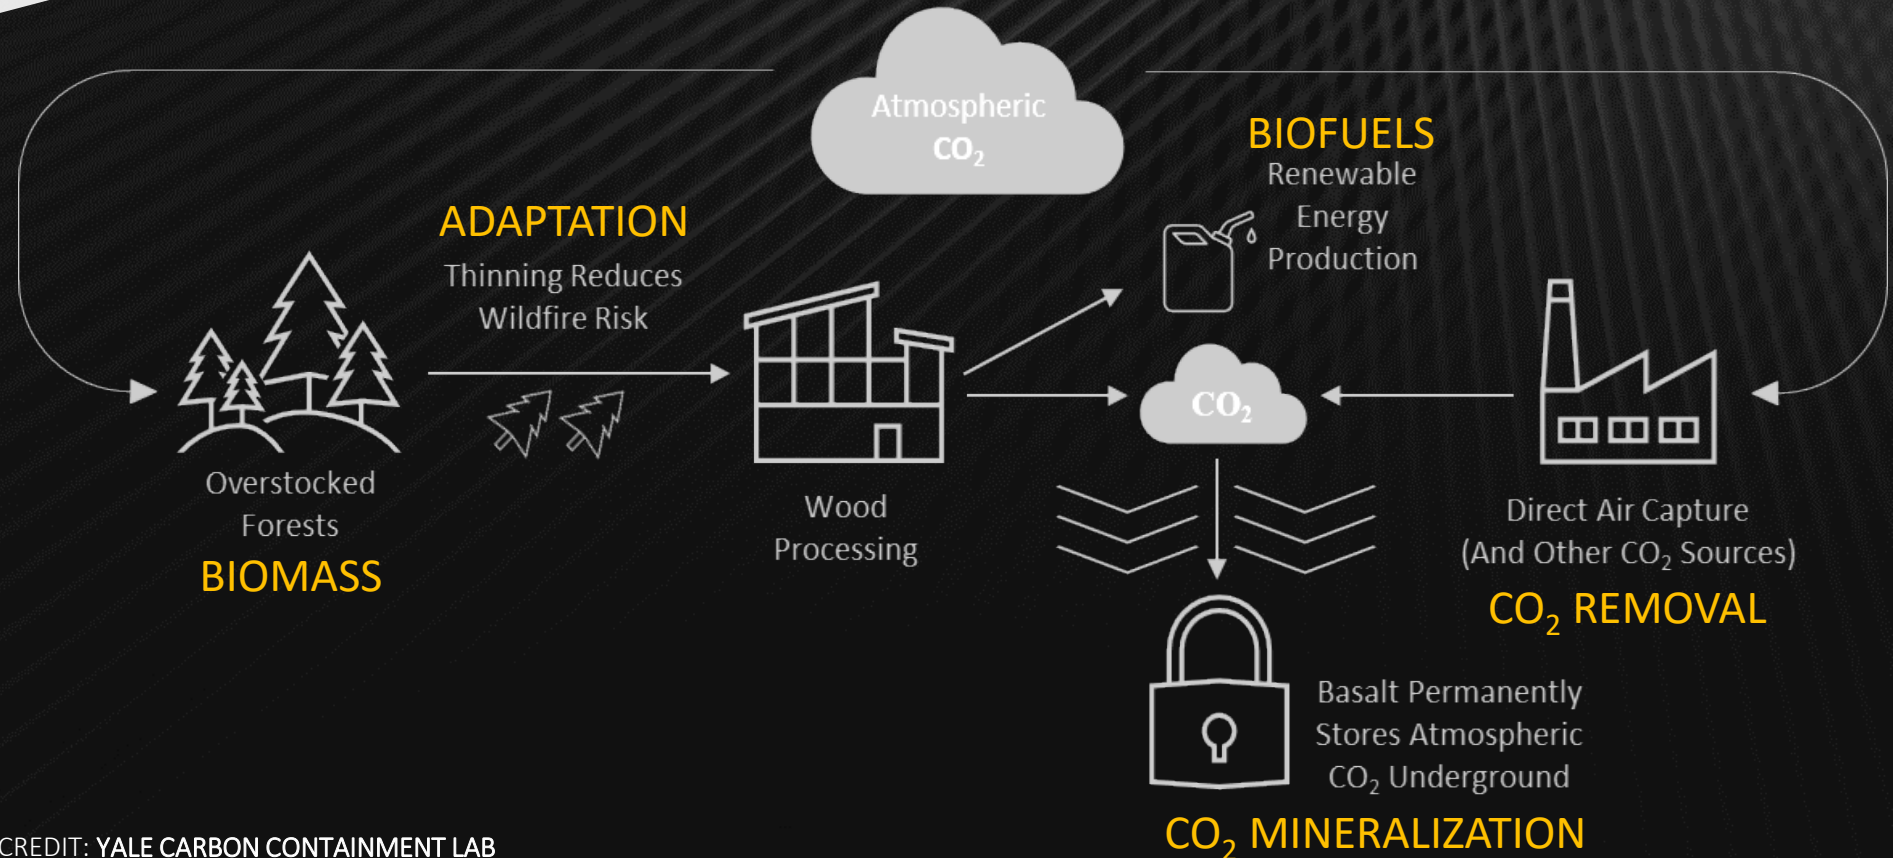 Atmospheric
CO₂
BIOFUELS
Renewable
Energy
Production
ADAPTATION
Thinning Reduces
Wildfire Risk
CO₂
Overstocked
Forests
BIOMASS
Wood
Processing
Direct Air Capture
(And Other CO₂ Sources)
CO₂ REMOVAL
Basalt Permanently
Stores Atmospheric
CO₂ Underground
CO₂ MINERALIZATION
CREDIT: YALE CARBON CONTAINMENT LAB